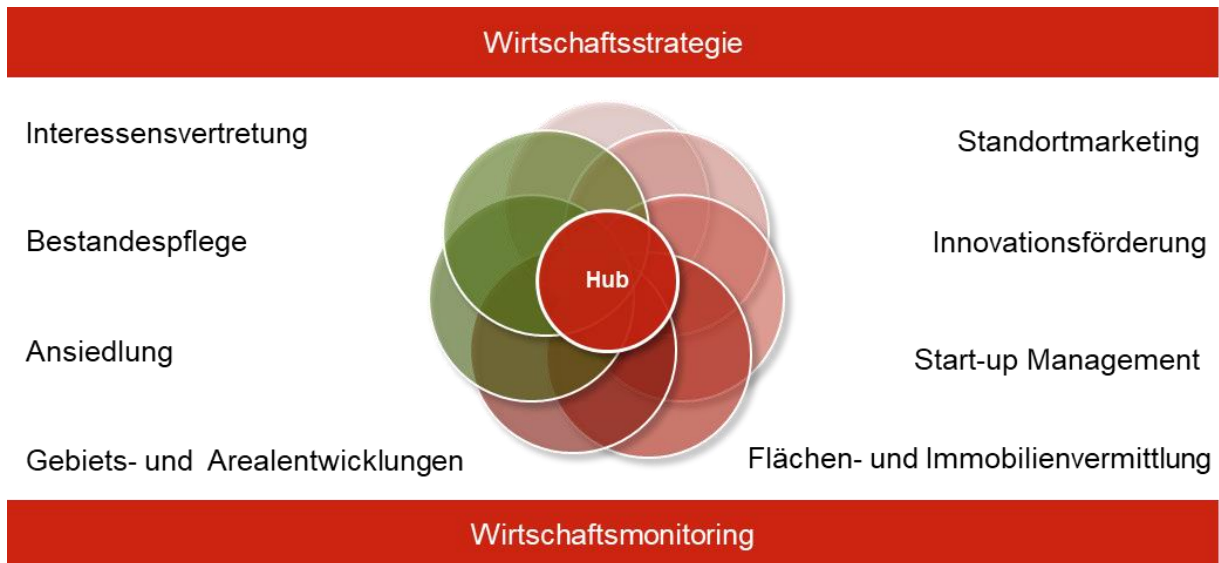 Wirtschaftsstrategie
Interessensvertretung
Standortmarketing
Bestandespflege
Innovationsförderung
Hub
Ansiedlung
Start-up Management
Gebiets- und Arealentwicklungen
Flächen- und Immobilienvermittlung
Wirtschaftsmonitoring